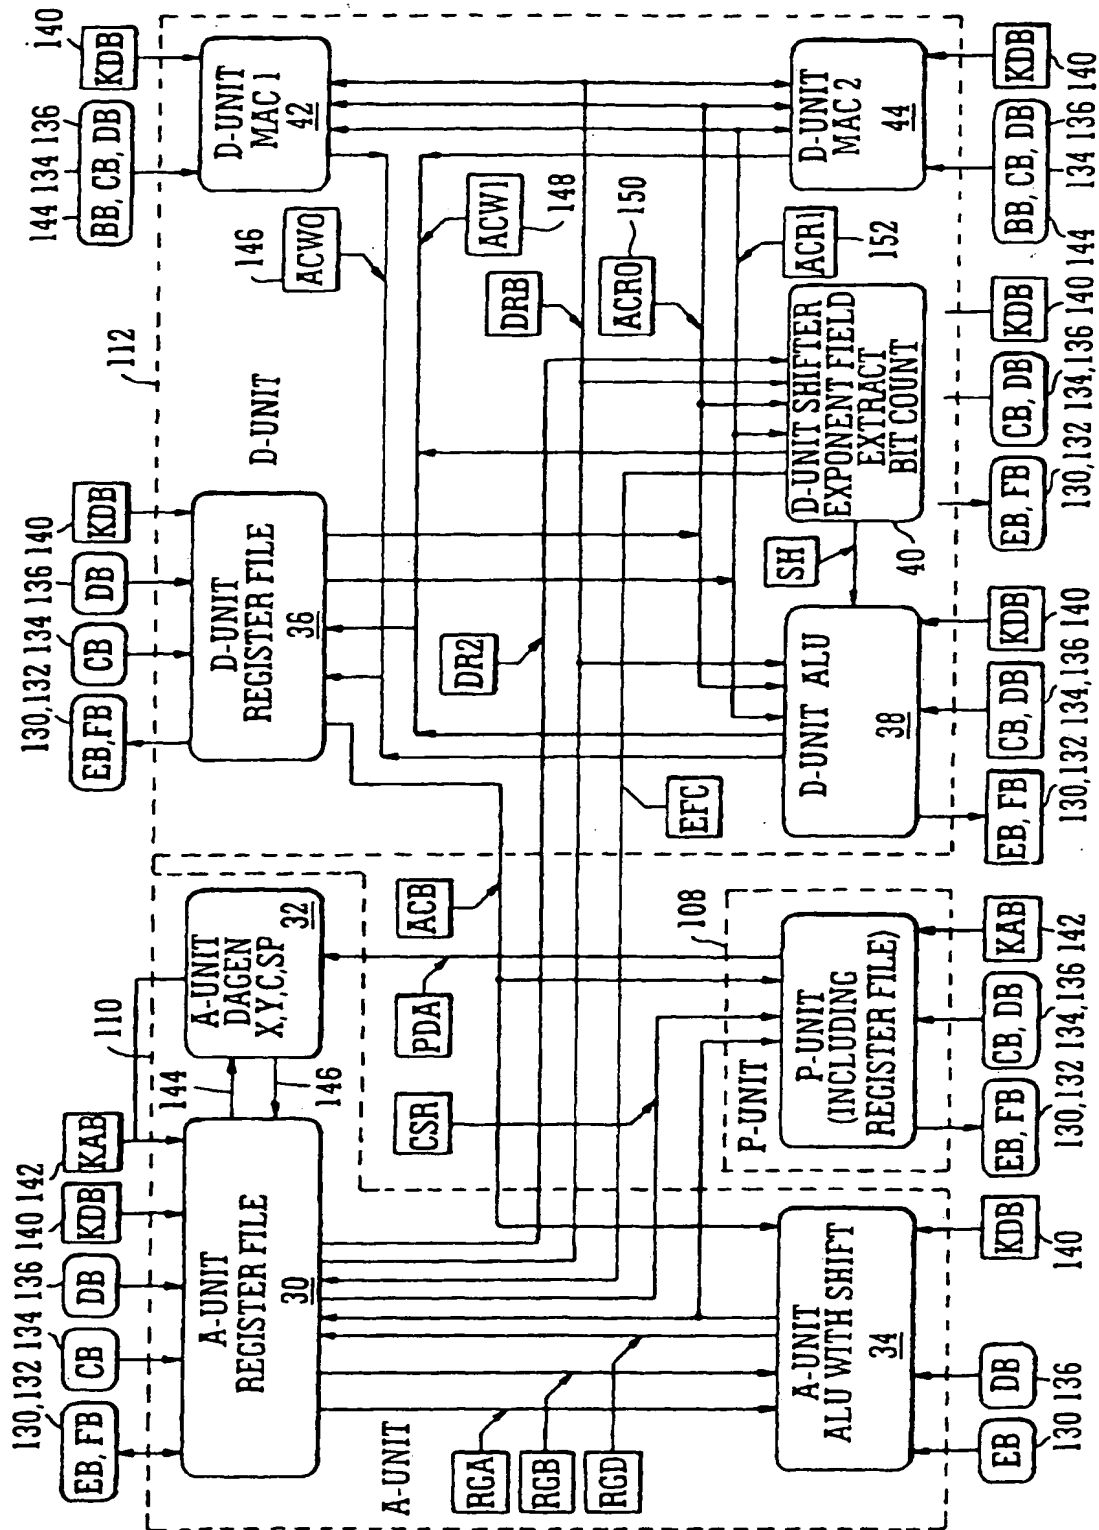 130,132 134 136 140 142
EB, FB
CB
DB
KDB
KAB
110
A-UNIT
REGISTER FILE
30
144
146
A-UNIT
DAGEN
X,Y,C,SP
32
130,132 134 136 140
EB,FB
CB
DB
KDB
112
D-UNIT
REGISTER FILE
36
D-UNIT
144 134 136 140
BB, CB, DB
KDB
D-UNIT
MAC 1
42
146
ACW0
ACW1
148
DRB
150
ACR0
ACR1
152
DR2
ACB
PDA
CSR
EFC
SH
A-UNIT
RGA
RGB
RGD
A-UNIT
ALU WITH SHIFT
34
EB
DB
KDB
130 136 140
108
P-UNIT
P-UNIT
(INCLUDING
REGISTER FILE)
EB, FB
CB, DB
KAB
130,132 134,136 142
D-UNIT ALU
38
EB, FB
CB, DB
KDB
130,132 134,136 140
D-UNIT SHIFTER
EXPONENT FIELD
EXTRACT
BIT COUNT
40
EB, FB
CB, DB
KDB
130,132 134,136 140
D-UNIT
MAC 2
44
BB, CB, DB
KDB
144 134 136 140